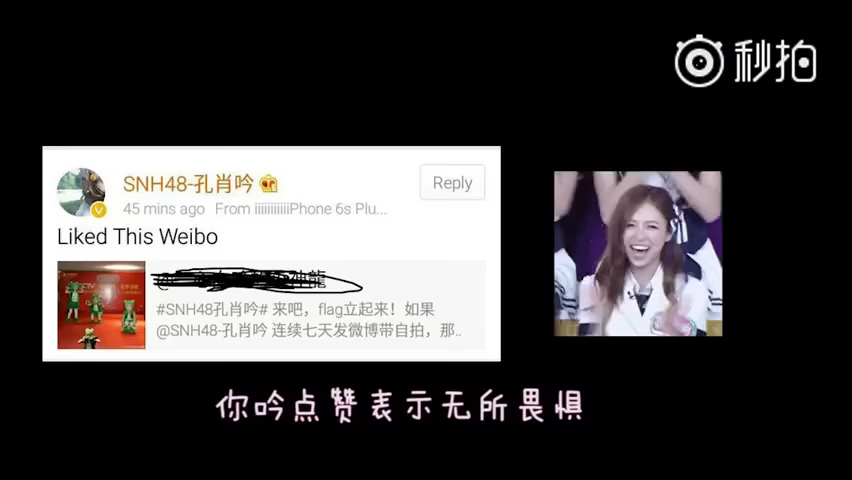 秒拍
SNH48-孔肖吟
Reply
45 mins ago From iiiiiiiiiiiPhone 6s Plu...
Liked This Weibo
#SNH48孔肖吟# 来吧，flag立起来！如果
@SNH48-孔肖吟 连续七天发微博带自拍，那..
你吟点赞表示无所畏惧